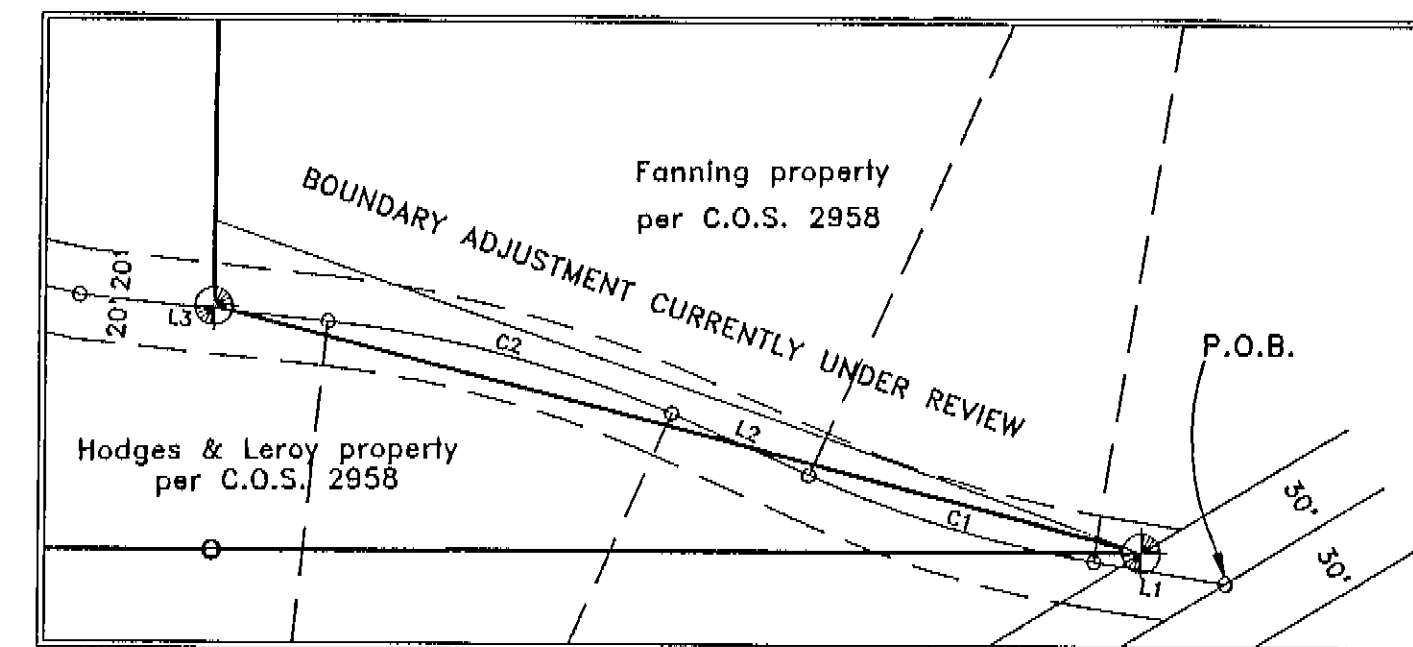 Fanning property
per C.O.S. 2958
BOUNDARY ADJUSTMENT CURRENTLY UNDER REVIEW
20'
20'
L3
C2
L2
C1
L1
P.O.B.
30'
30'
Hodges & Leroy property
per C.O.S. 2958